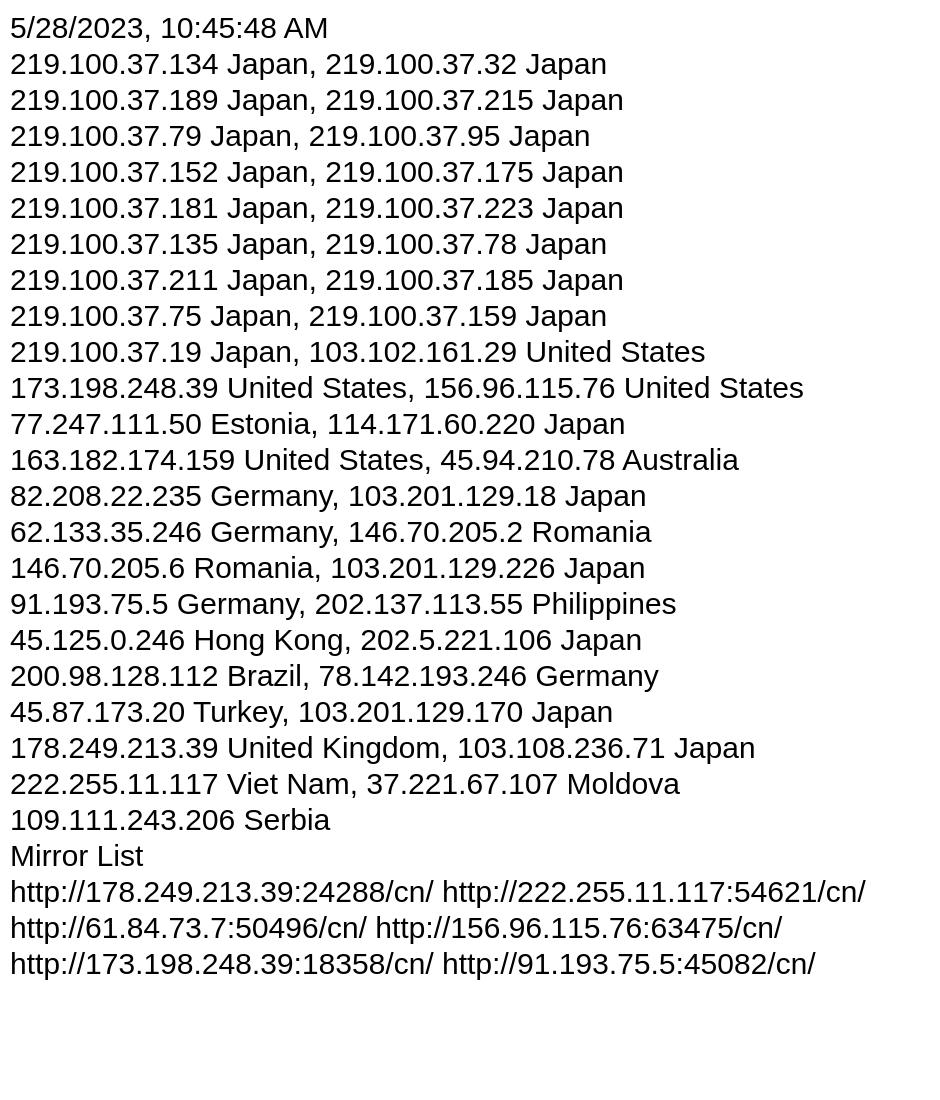 5/28/2023, 10:45:48 AM
219.100.37.134 Japan, 219.100.37.32 Japan
219.100.37.189 Japan, 219.100.37.215 Japan
219.100.37.79 Japan, 219.100.37.95 Japan
219.100.37.152 Japan, 219.100.37.175 Japan
219.100.37.181 Japan, 219.100.37.223 Japan
219.100.37.135 Japan, 219.100.37.78 Japan
219.100.37.211 Japan, 219.100.37.185 Japan
219.100.37.75 Japan, 219.100.37.159 Japan
219.100.37.19 Japan, 103.102.161.29 United States
173.198.248.39 United States, 156.96.115.76 United States
77.247.111.50 Estonia, 114.171.60.220 Japan
163.182.174.159 United States, 45.94.210.78 Australia
82.208.22.235 Germany, 103.201.129.18 Japan
62.133.35.246 Germany, 146.70.205.2 Romania
146.70.205.6 Romania, 103.201.129.226 Japan
91.193.75.5 Germany, 202.137.113.55 Philippines
45.125.0.246 Hong Kong, 202.5.221.106 Japan
200.98.128.112 Brazil, 78.142.193.246 Germany
45.87.173.20 Turkey, 103.201.129.170 Japan
178.249.213.39 United Kingdom, 103.108.236.71 Japan
222.255.11.117 Viet Nam, 37.221.67.107 Moldova
109.111.243.206 Serbia
Mirror List
http://178.249.213.39:24288/cn/ http://222.255.11.117:54621/cn/
http://61.84.73.7:50496/cn/ http://156.96.115.76:63475/cn/
http://173.198.248.39:18358/cn/ http://91.193.75.5:45082/cn/